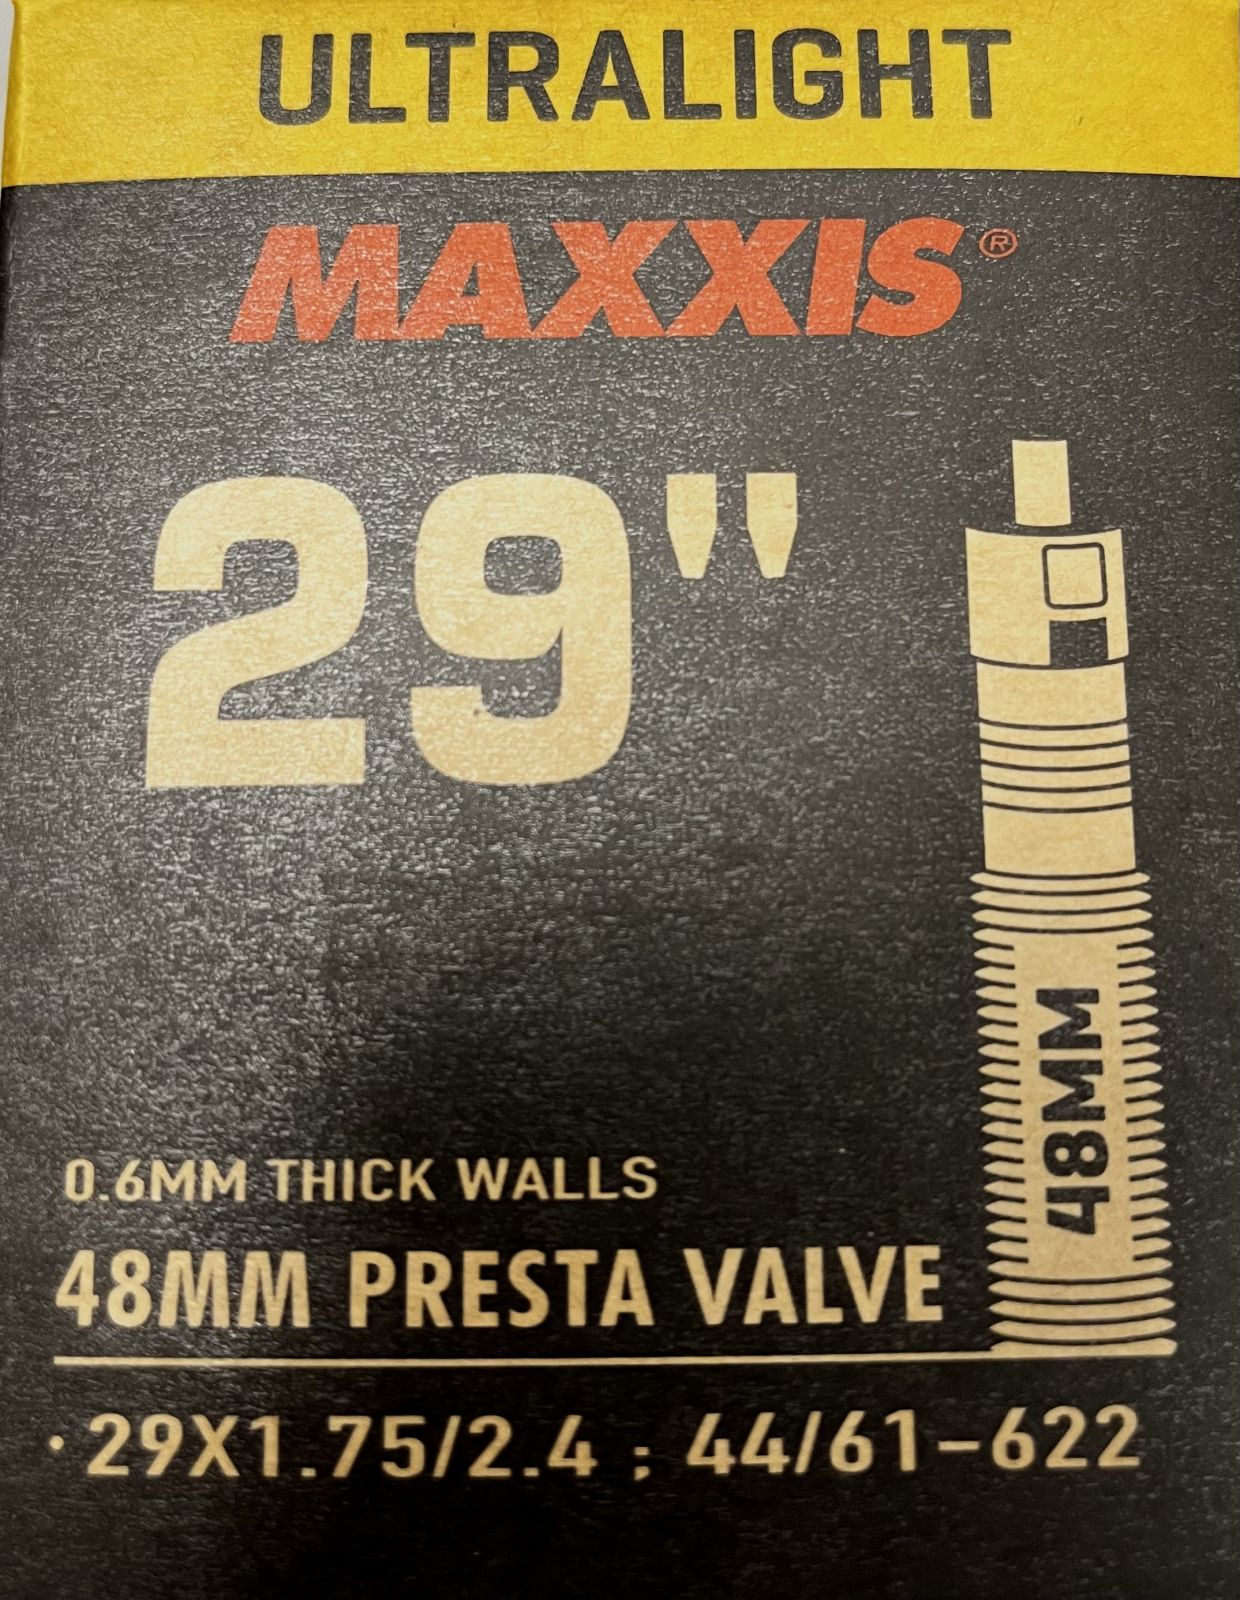 ULTRALIGHT
MAXXIS®
29"
48MM
0.6MM THICK WALLS
48MM PRESTA VALVE
·29X1.75/2.4 ; 44/61-622